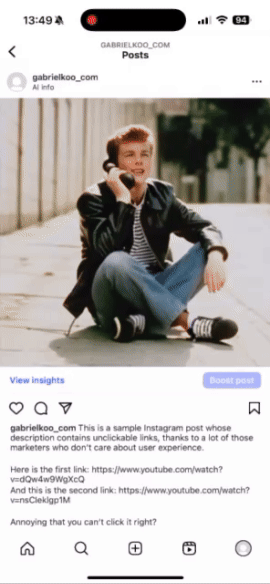 13:49
94
GABRIELKOO_COM
Posts
gabrielkoo_com
AI info
View insights
Boost post
gabrielkoo_com This is a sample Instagram post whose
description contains unclickable links, thanks to a lot of those
marketers who don't care about user experience.
Here is the first link: https://www.youtube.com/watch?
v=dQw4w9WgXcQ
And this is the second link: https://www.youtube.com/watch?
v=nsCIeklgp1M
Annoying that you can't click it right?